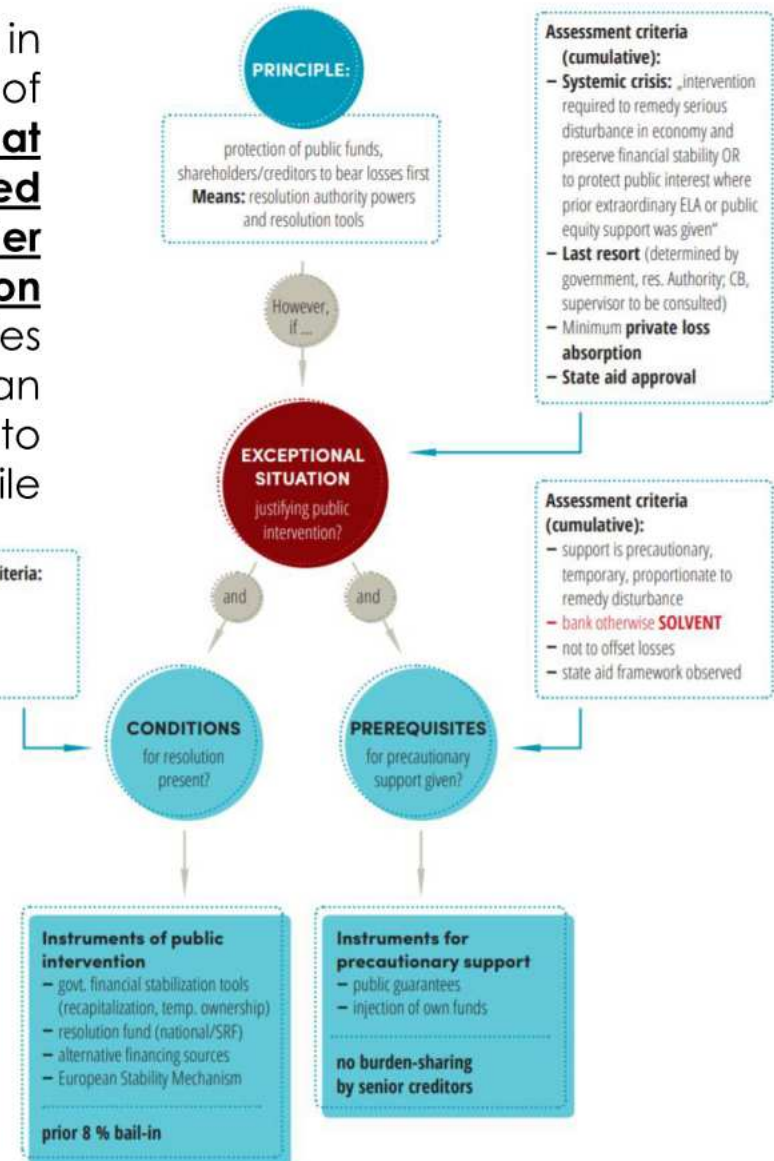 in
of
at
ed
er
on
es
an
to
ile
PRINCIPLE:
protection of public funds,
shareholders/creditors to bear losses first
Means: resolution authority powers
and resolution tools
However,
if ...
Assessment criteria
(cumulative):
– Systemic crisis: „intervention
required to remedy serious
disturbance in economy and
preserve financial stability OR
to protect public interest where
prior extraordinary ELA or public
equity support was given“
– Last resort (determined by
government, res. Authority; CB,
supervisor to be consulted)
– Minimum private loss
absorption
– State aid approval
EXCEPTIONAL
SITUATION
justifying public
intervention?
and
and
Assessment criteria
(cumulative):
– support is precautionary,
temporary, proportionate to
remedy disturbance
– bank otherwise SOLVENT
– not to offset losses
– state aid framework observed
iteria:
CONDITIONS
for resolution
present?
PREREQUISITES
for precautionary
support given?
Instruments of public
intervention
– govt. financial stabilization tools
(recapitalization, temp. ownership)
– resolution fund (national/SRF)
– alternative financing sources
– European Stability Mechanism
prior 8 % bail-in
Instruments for
precautionary support
– public guarantees
– injection of own funds
no burden-sharing
by senior creditors